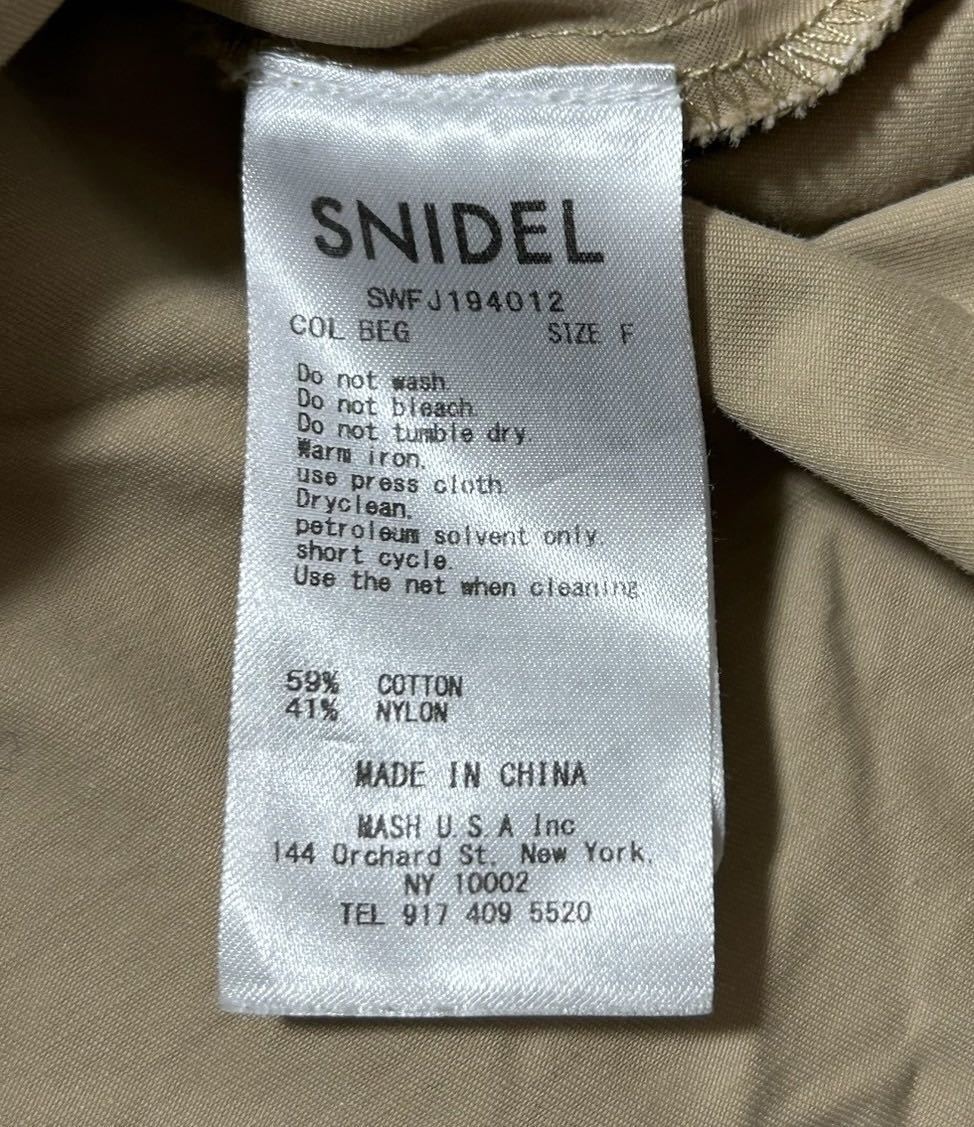 SNIDEL
SWFJ194012
COL BEG SIZE F
Do not wash.
Do not bleach.
Do not tumble dry.
Warm iron.
use press cloth.
Dryclean.
petroleum solvent only.
short cycle.
Use the net when cleaning.
59% COTTON
41% NYLON
MADE IN CHINA
MASH U.S.A Inc
144 Orchard St. New York,
NY 10002
TEL 917 409 5520